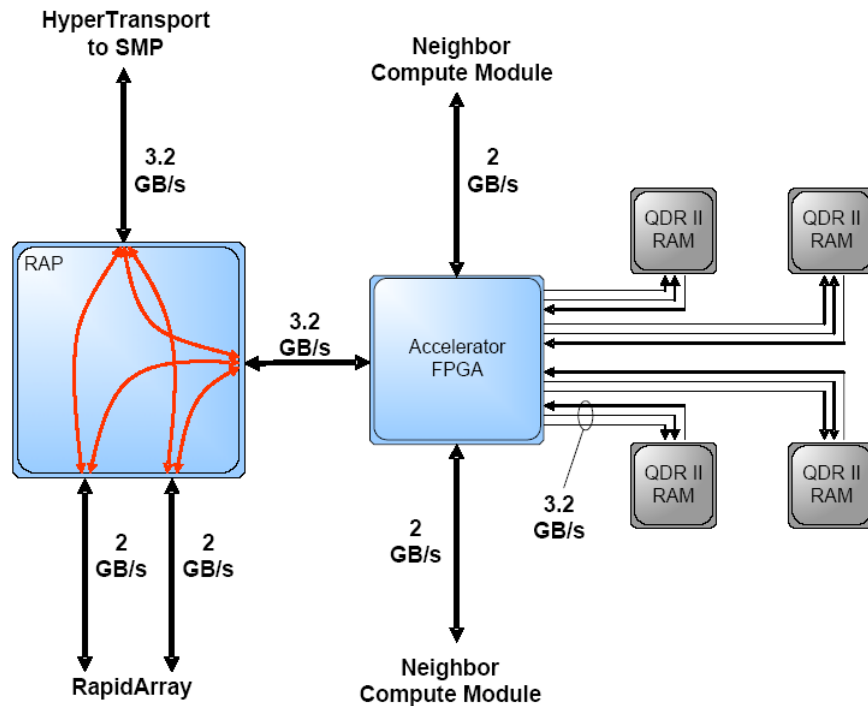 HyperTransport
to SMP
3.2
GB/s
RAP
2
GB/s
2
GB/s
RapidArray
3.2
GB/s
Neighbor
Compute Module
2
GB/s
Accelerator
FPGA
2
GB/s
Neighbor
Compute Module
QDR II
RAM
QDR II
RAM
QDR II
RAM
QDR II
RAM
3.2
GB/s